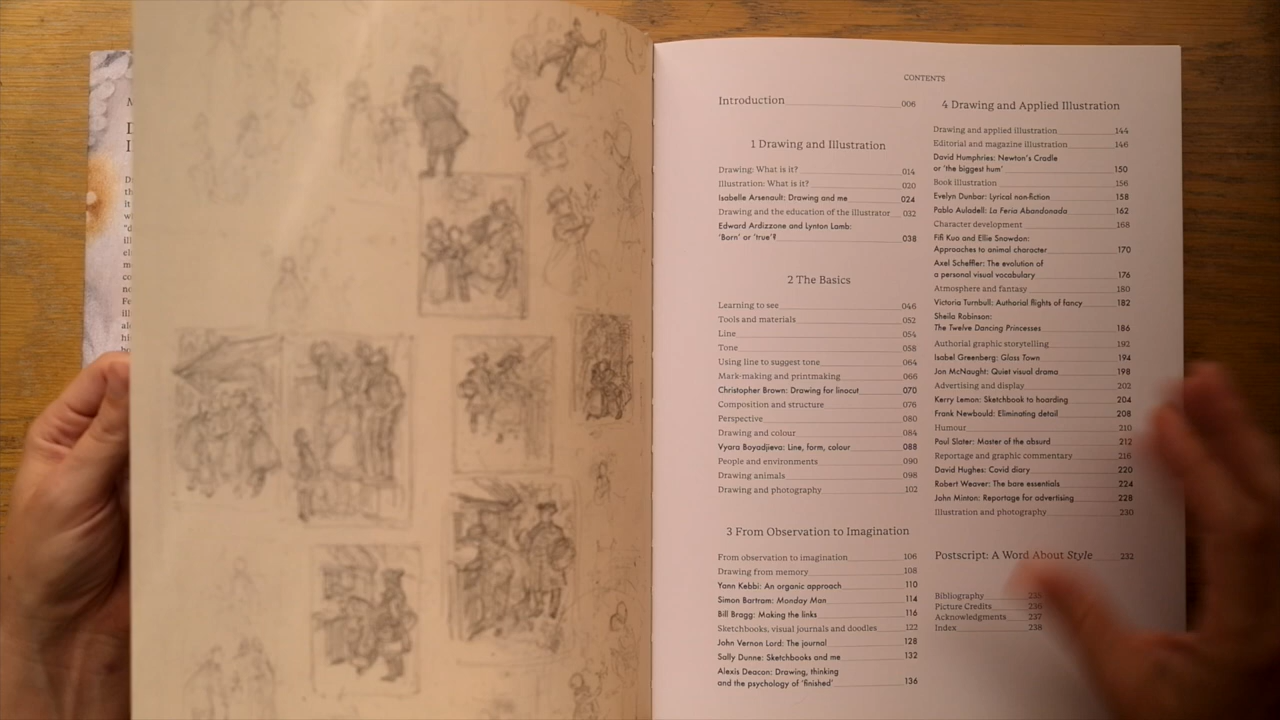 CONTENTS
Introduction 006
1 Drawing and Illustration
Drawing: What is it? 014
Illustration: What is it? 020
Isabelle Arsenault: Drawing and me 024
Drawing and the education of the illustrator 032
Edward Ardizzone and Lynton Lamb:
'Born' or 'true'? 038
2 The Basics
Learning to see 046
Tools and materials 052
Line 054
Tone 058
Using line to suggest tone 064
Mark-making and printmaking 066
Christopher Brown: Drawing for linocut 070
Composition and structure 076
Perspective 080
Drawing and colour 084
Vyara Boyadjieva: Line, form, colour 088
People and environments 090
Drawing animals 098
Drawing and photography 102
3 From Observation to Imagination
From observation to imagination 106
Drawing from memory 108
Yann Kebbi: An organic approach 110
Simon Bartram: Monday Man 114
Bill Bragg: Making the links 116
Sketchbooks, visual journals and doodles 122
John Vernon Lord: The journal 128
Sally Dunne: Sketchbooks and me 132
Alexis Deacon: Drawing, thinking
and the psychology of 'finished' 136
4 Drawing and Applied Illustration
Drawing and applied illustration 144
Editorial and magazine illustration 146
David Humphries: Newton's Cradle
or 'the biggest hum' 150
Book illustration 156
Evelyn Dunbar: Lyrical non-fiction 158
Pablo Auladell: La Feria Abandonada 162
Character development 168
Fifi Kuo and Ellie Snowdon:
Approaches to animal character 170
Axel Scheffler: The evolution of
a personal visual vocabulary 176
Atmosphere and fantasy 180
Victoria Turnbull: Authorial flights of fancy 182
Sheila Robinson:
The Twelve Dancing Princesses 186
Authorial graphic storytelling 192
Isabel Greenberg: Glass Town 194
Jon McNaught: Quiet visual drama 198
Advertising and display 202
Kerry Lemon: Sketchbook to hoarding 204
Frank Newbould: Eliminating detail 208
Humour 210
Paul Slater: Master of the absurd 212
Reportage and graphic commentary 216
David Hughes: Covid diary 220
Robert Weaver: The bare essentials 224
John Minton: Reportage for advertising 228
Illustration and photography 230
Postscript: A Word About Style 232
Bibliography
Picture Credits 236
Acknowledgments 237
Index 238